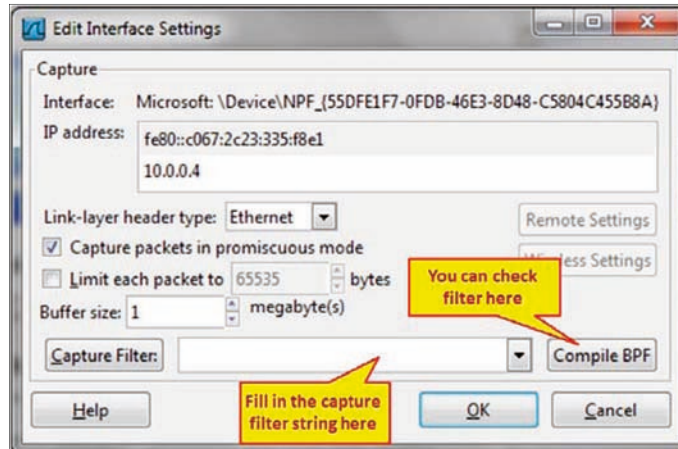 Edit Interface Settings
Capture
Interface: Microsoft: \Device\NPF_{55DFE1F7-0FDB-46E3-8D48-C5804C455B8A}
IP address: fe80::c067:2c23:335:f8e1
10.0.0.4
Link-layer header type: Ethernet
Remote Settings
Capture packets in promiscuous mode
Settings
Limit each packet to 65535 bytes
You can check
filter here
Buffer size: 1 megabyte(s)
Capture Filter:
Compile BPF
Fill in the capture
filter string here
Help
OK
Cancel